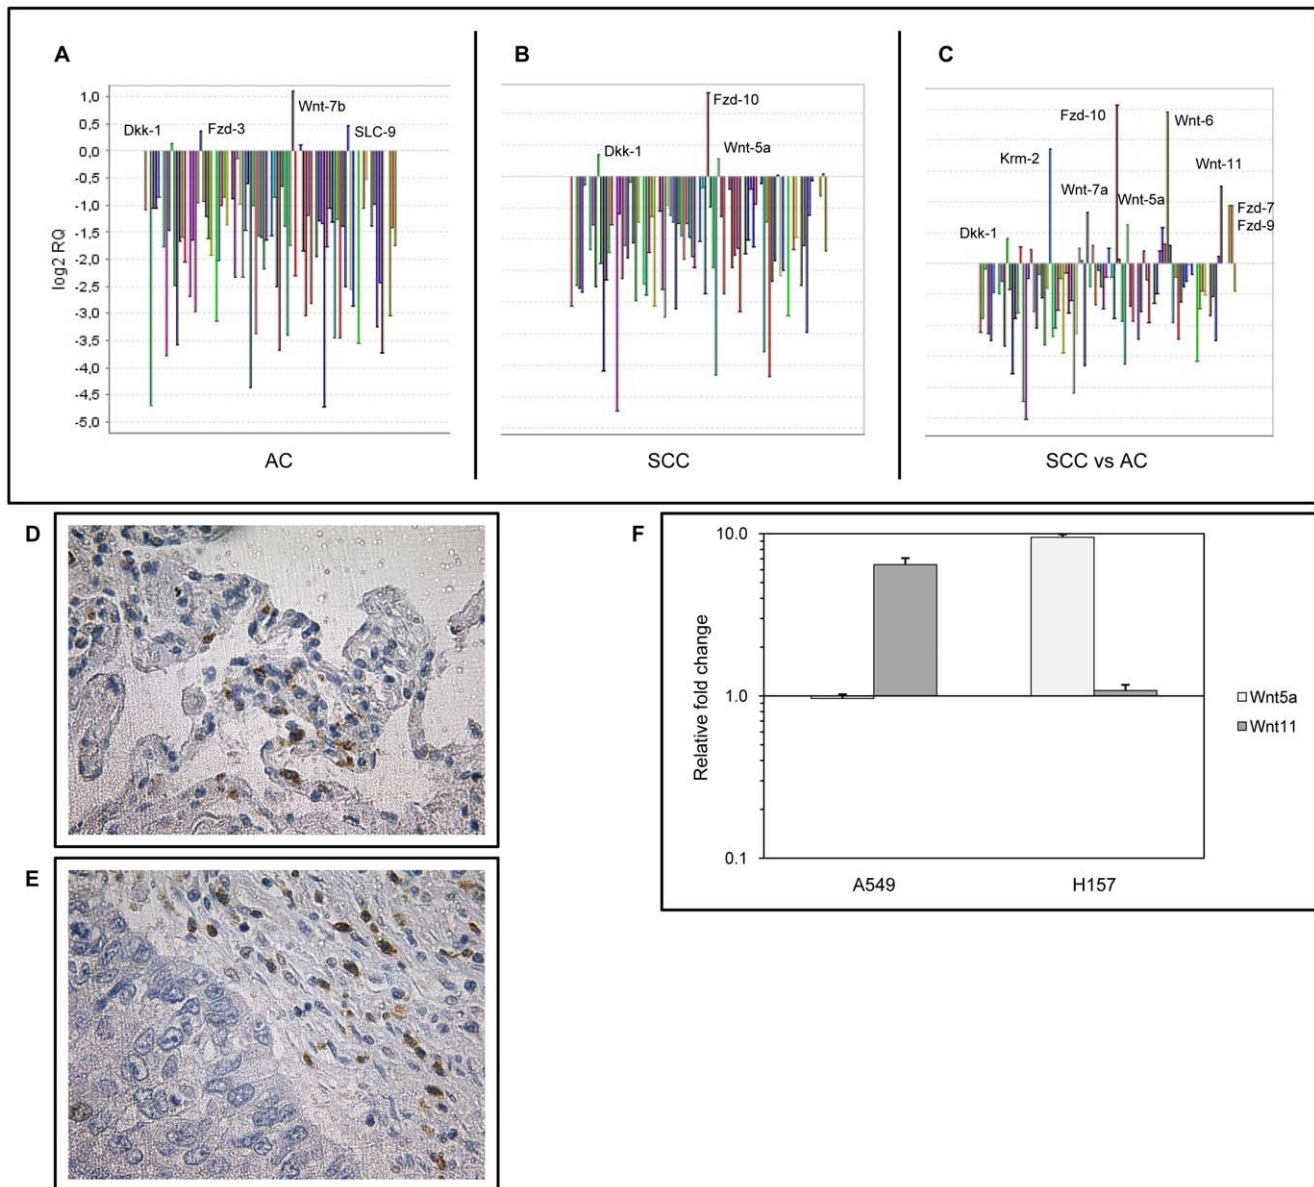 A
B
C
1,0
0,5
0,0
-0,5
-1,0
-1,5
-2,0
-2,5
-3,0
-3,5
-4,0
-4,5
-5,0
log2 RQ
Dkk-1
Fzd-3
Wnt-7b
SLC-9
AC
Dkk-1
Fzd-10
Wnt-5a
SCC
Dkk-1
Krm-2
Fzd-10
Wnt-7a
Wnt-5a
Wnt-6
Wnt-11
Fzd-7
Fzd-9
SCC vs AC
D
E
F
10.0
1.0
0.1
Relative fold change
A549
H157
Wnt5a
Wnt11